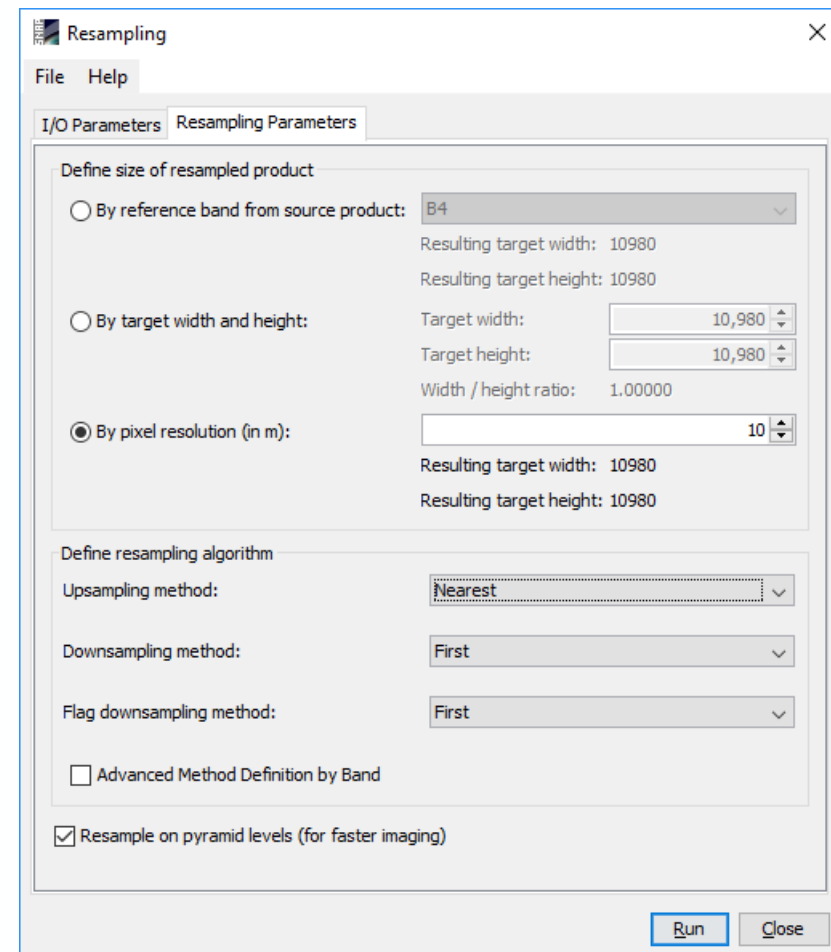 Resampling
File Help
I/O Parameters Resampling Parameters
Define size of resampled product
By reference band from source product: B4
Resulting target width: 10980
Resulting target height: 10980
By target width and height: Target width: 10,980
Target height: 10,980
Width / height ratio: 1.00000
By pixel resolution (in m): 10
Resulting target width: 10980
Resulting target height: 10980
Define resampling algorithm
Upsampling method: Nearest
Downsampling method: First
Flag downsampling method: First
Advanced Method Definition by Band
Resample on pyramid levels (for faster imaging)
Run Close